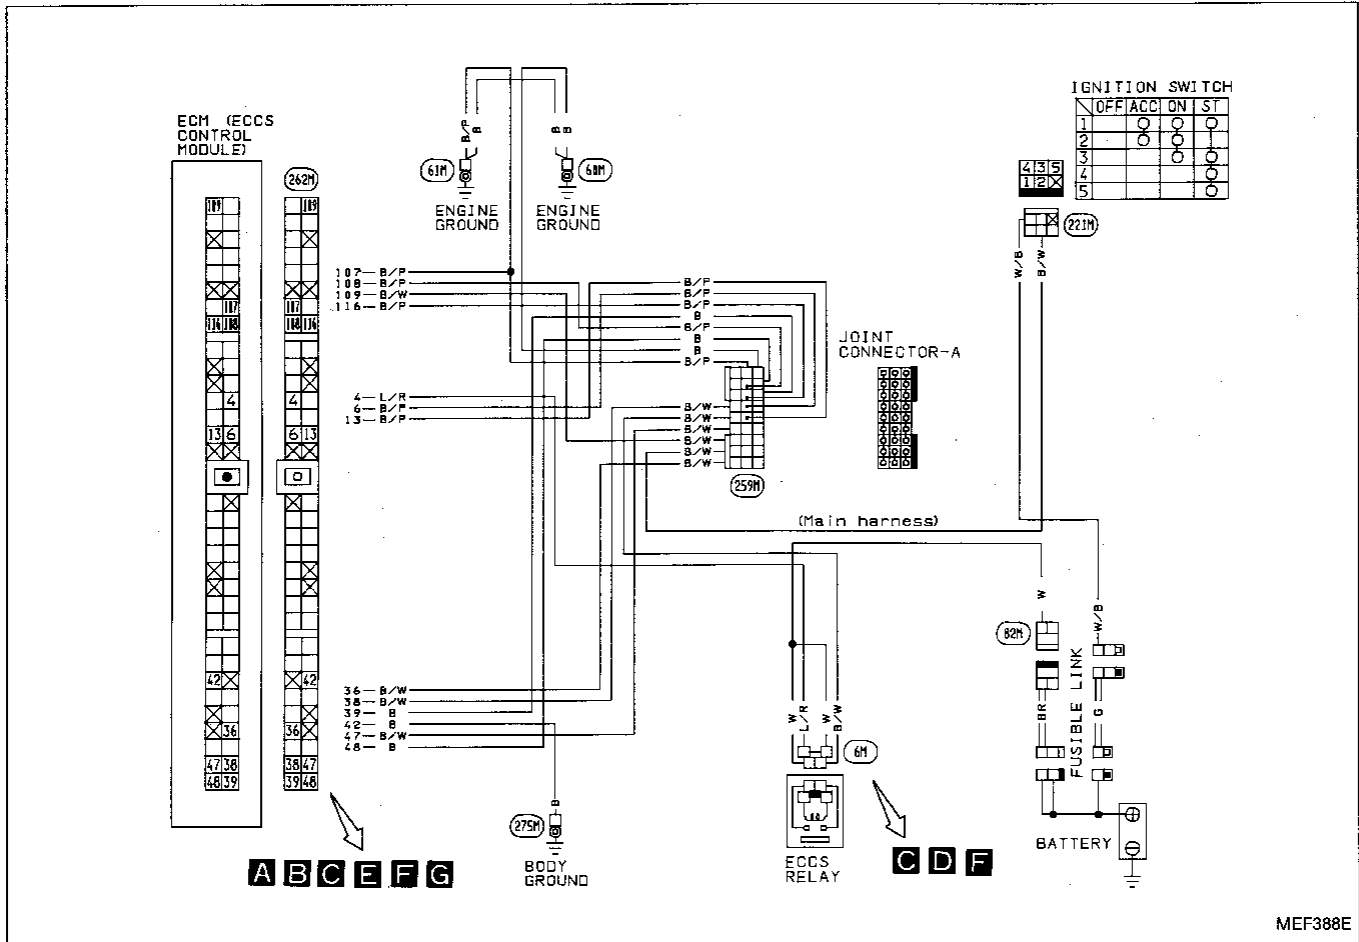 ECM (ECCS
CONTROL
MODULE)
262M
109
109
107
116 108
107
108 116
4
4
13 6
6 13
42
42
36
36
47 38
38 47
48 39
39 48
B/P
B
B
B
61M
60M
ENGINE
GROUND
ENGINE
GROUND
107 — B/P
108 — B/P
109 — B/W
116 — B/P
4 — L/R
6 — B/P
13 — B/P
36 — B/W
38 — B/W
39 — B
42 — B
47 — B/W
48 — B
B/P
B/P
B/P
B
B/P
B
B
B/P
B/W
B/W
B/W
B/W
B/W
B/W
259M
JOINT
CONNECTOR-A
IGNITION SWITCH
OFF ACC ON ST
1
2
3
4
5
4 3 5
1 2
221M
W/B
B/W
(Main harness)
W
82M
W/B
BR
FUSIBLE LINK
G
W
L/R
W
B/W
6M
ECCS
RELAY
BATTERY
B
275M
BODY
GROUND
A B C E F G
C D F
MEF388E